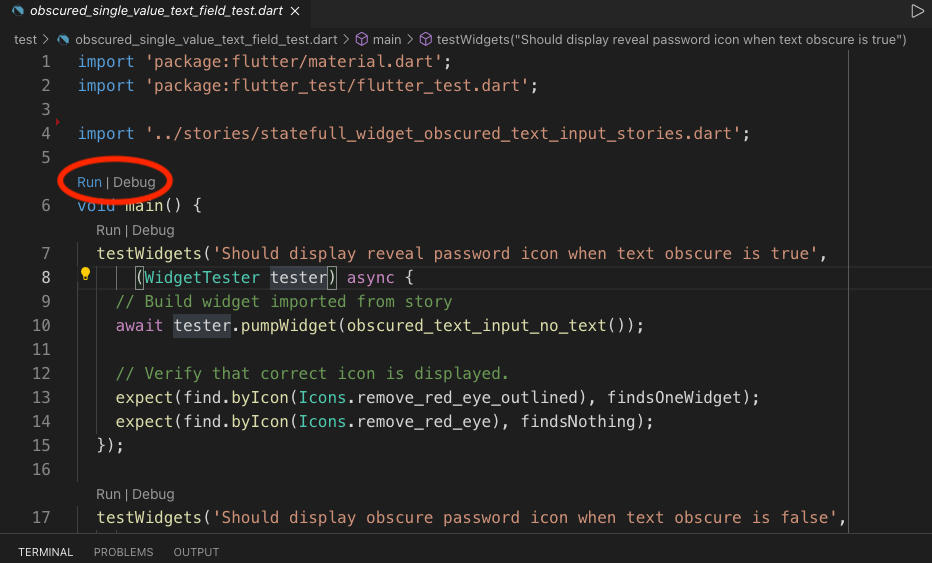 obscured_single_value_text_field_test.dart
test > obscured_single_value_text_field_test.dart > main > testWidgets("Should display reveal password icon when text obscure is true")
1 import 'package:flutter/material.dart';
2 import 'package:flutter_test/flutter_test.dart';
3
4 import '../stories/statefull_widget_obscured_text_input_stories.dart';
5
Run | Debug
6 void main() {
Run | Debug
7 testWidgets('Should display reveal password icon when text obscure is true',
8 (WidgetTester tester) async {
9 // Build widget imported from story
10 await tester.pumpWidget(obscured_text_input_no_text());
11
12 // Verify that correct icon is displayed.
13 expect(find.byIcon(Icons.remove_red_eye_outlined), findsOneWidget);
14 expect(find.byIcon(Icons.remove_red_eye), findsNothing);
15 });
16
Run | Debug
17 testWidgets('Should display obscure password icon when text obscure is false',
TERMINAL PROBLEMS OUTPUT